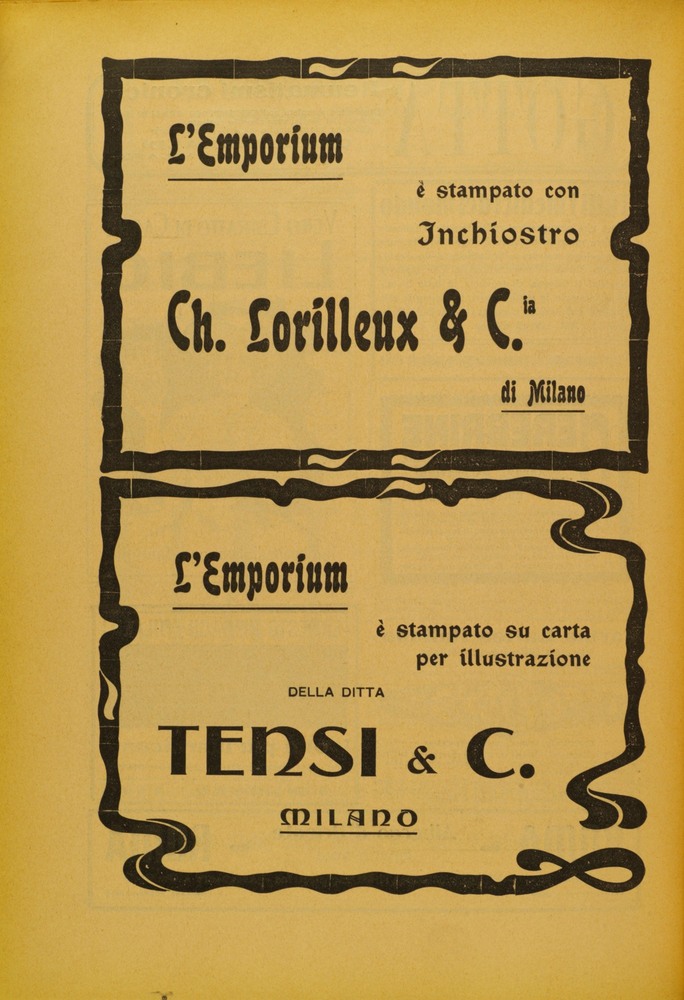 L'Emporium
è stampato con
Inchiostro
Ch. Lorilleux & C.ia
di Milano
L'Emporium
è stampato su carta
per illustrazione
DELLA DITTA
TENSI & C.
MILANO